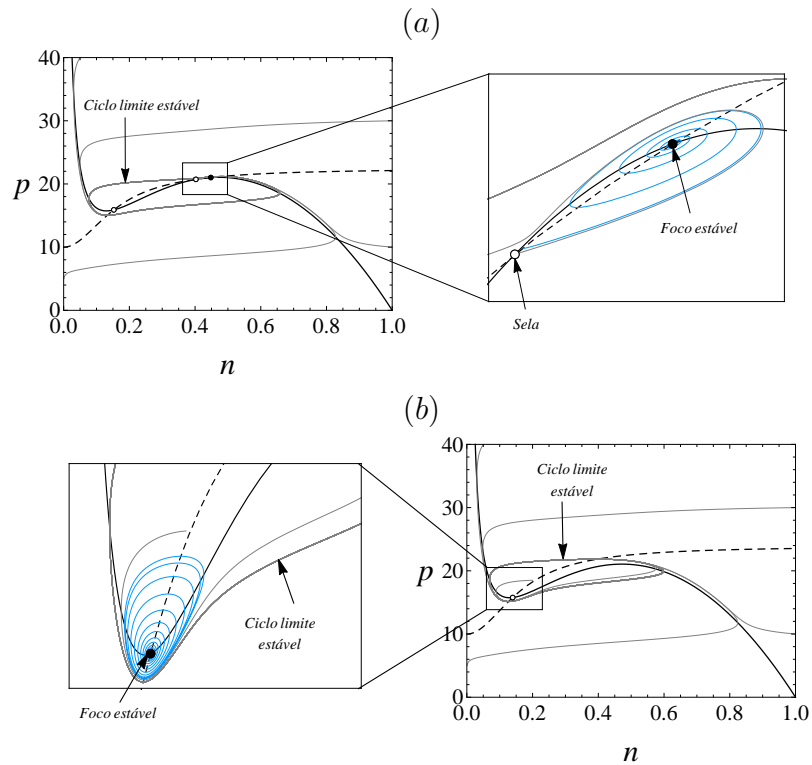 (a)
40
30
20
10
0
p
Ciclo limite estável
0.0 0.2 0.4 0.6 0.8 1.0
n
Foco estável
Sela
(b)
Ciclo limite
estável
Foco estável
40
30
20
10
0
p
Ciclo limite
estável
0.0 0.2 0.4 0.6 0.8 1.0
n